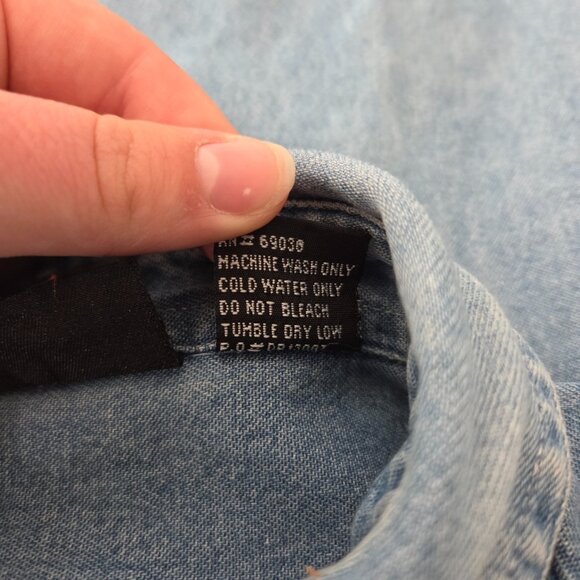 RN# 69030
MACHINE WASH ONLY
COLD WATER ONLY
DO NOT BLEACH
TUMBLE DRY LOW
P.O#